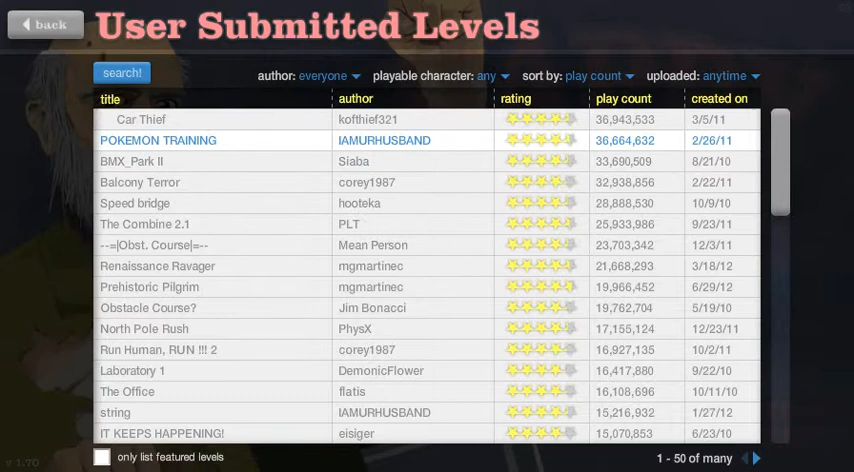 back
User Submitted Levels
search!
author: everyone playable character: any sort by: play count uploaded: anytime
title author rating play count created on
Car Thief kofthief321 36,943,533 3/5/11
POKEMON TRAINING IAMURHUSBAND 36,664,632 2/26/11
BMX_Park II Siaba 33,690,509 8/21/10
Balcony Terror corey1987 32,938,856 2/22/11
Speed bridge hooteka 28,888,530 10/9/10
The Combine 2.1 PLT 25,933,986 9/23/11
--=|Obst. Course|=-- Mean Person 23,703,342 12/3/11
Renaissance Ravager mgmartinec 21,668,293 3/18/12
Prehistoric Pilgrim mgmartinec 19,966,452 6/29/12
Obstacle Course? Jim Bonacci 19,762,704 5/19/10
North Pole Rush PhysX 17,155,124 12/23/11
Run Human, RUN !!! 2 corey1987 16,927,135 10/2/11
Laboratory 1 DemonicFlower 16,417,880 9/22/10
The Office flatis 16,108,696 10/11/10
string IAMURHUSBAND 15,216,932 1/27/12
IT KEEPS HAPPENING! eisiger 15,070,853 6/23/10
only list featured levels 1 - 50 of many
v 1.70